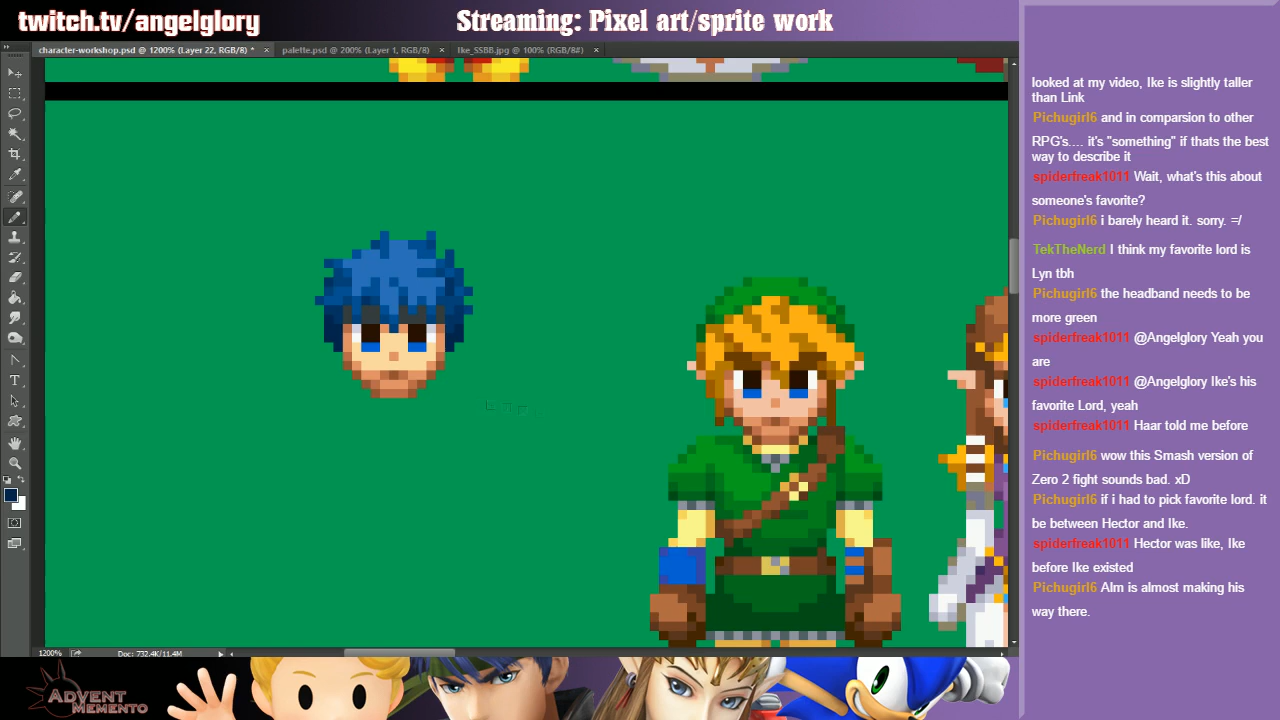 twitch.tv/angelglory
Streaming: Pixel art/sprite work
character-workshop.psd @ 1200% (Layer 22, RGB/8) *
palette.psd @ 200% (Layer 1, RGB/8)
Ike_SSBB.jpg @ 100% (RGB/8#)
looked at my video, Ike is slightly taller
than Link
Pichugirl6 and in comparsion to other
RPG's.... it's "something" if thats the best
way to describe it
spiderfreak1011 Wait, what's this about
someone's favorite?
Pichugirl6 i barely heard it. sorry. =/
TekTheNerd I think my favorite lord is
Lyn tbh
Pichugirl6 the headband needs to be
more green
spiderfreak1011 @Angelglory Yeah you
are
spiderfreak1011 @Angelglory Ike's his
favorite Lord, yeah
spiderfreak1011 Haar told me before
Pichugirl6 wow this Smash version of
Zero 2 fight sounds bad. xD
Pichugirl6 if i had to pick favorite lord. it
be between Hector and Ike.
spiderfreak1011 Hector was like, Ike
before Ike existed
Pichugirl6 Alm is almost making his
way there.
1200%
Doc: 732.4K/11.4M
ADVENT
MEMENTO